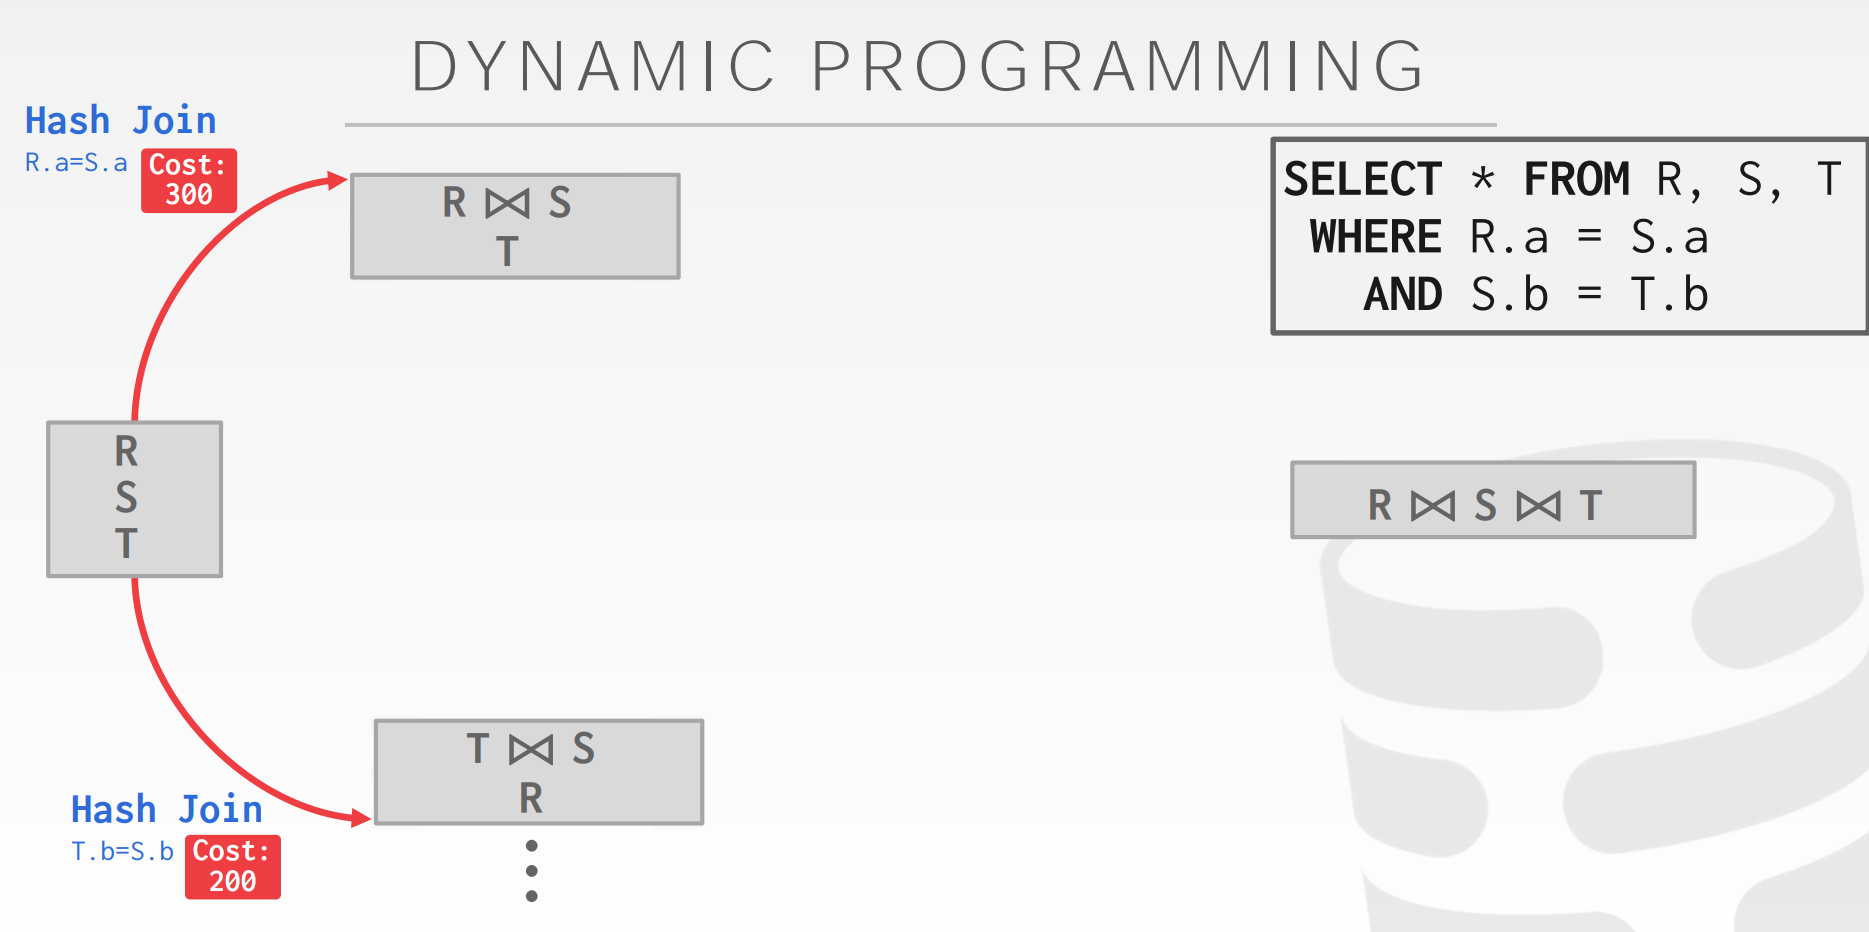 DYNAMIC PROGRAMMING
Hash Join
R.a=S.a
Cost:
300
R ⋈ S
T
SELECT * FROM R, S, T
WHERE R.a = S.a
AND S.b = T.b
R
S
T
R ⋈ S ⋈ T
T ⋈ S
R
Hash Join
T.b=S.b
Cost:
200